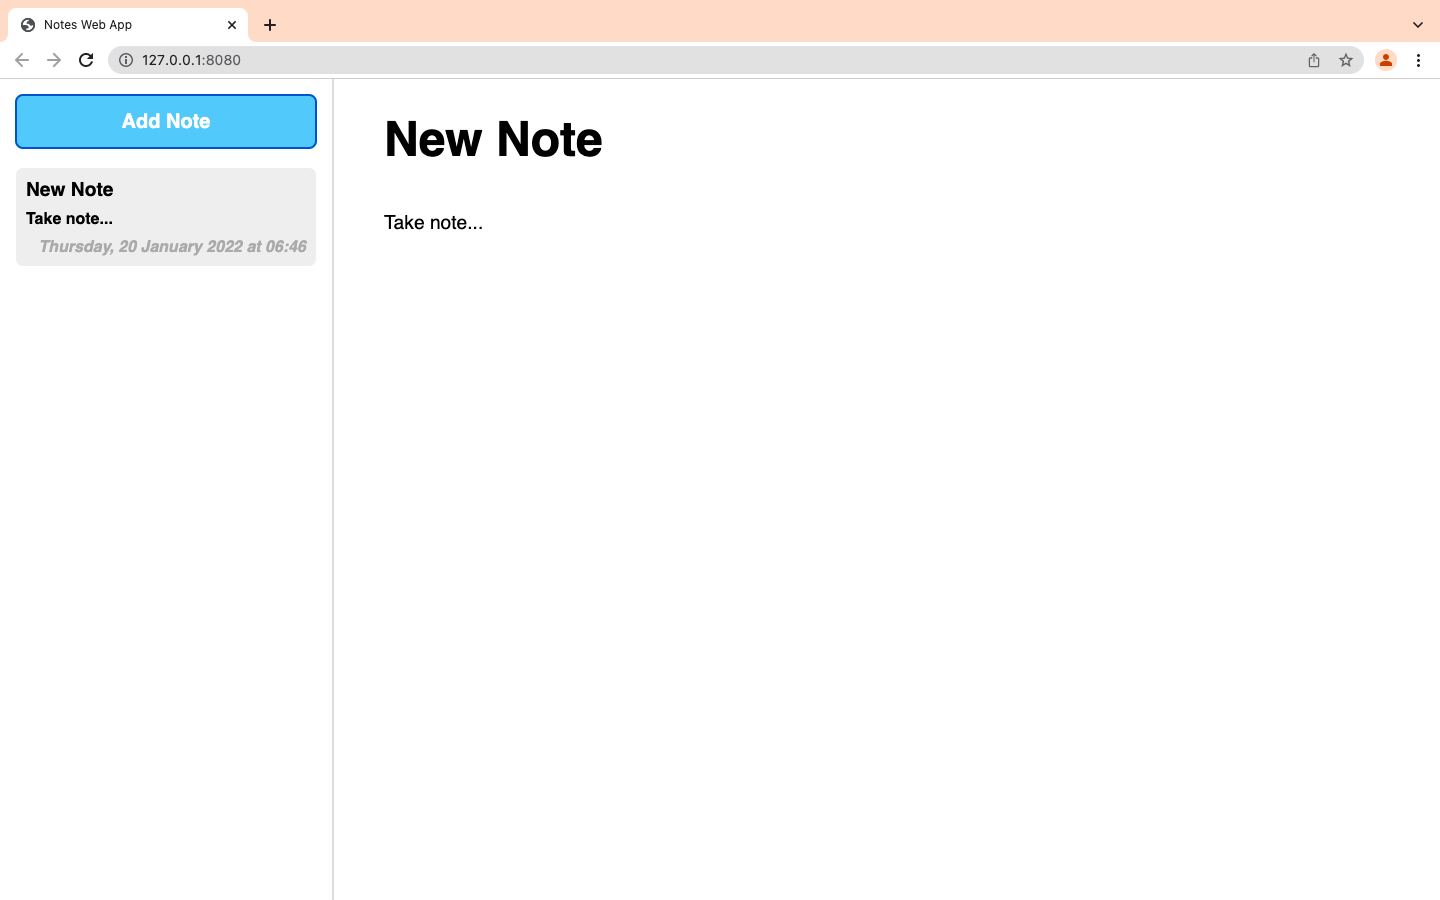 Notes Web App
127.0.0.1:8080
Add Note
New Note
Take note...
Thursday, 20 January 2022 at 06:46
New Note
Take note...